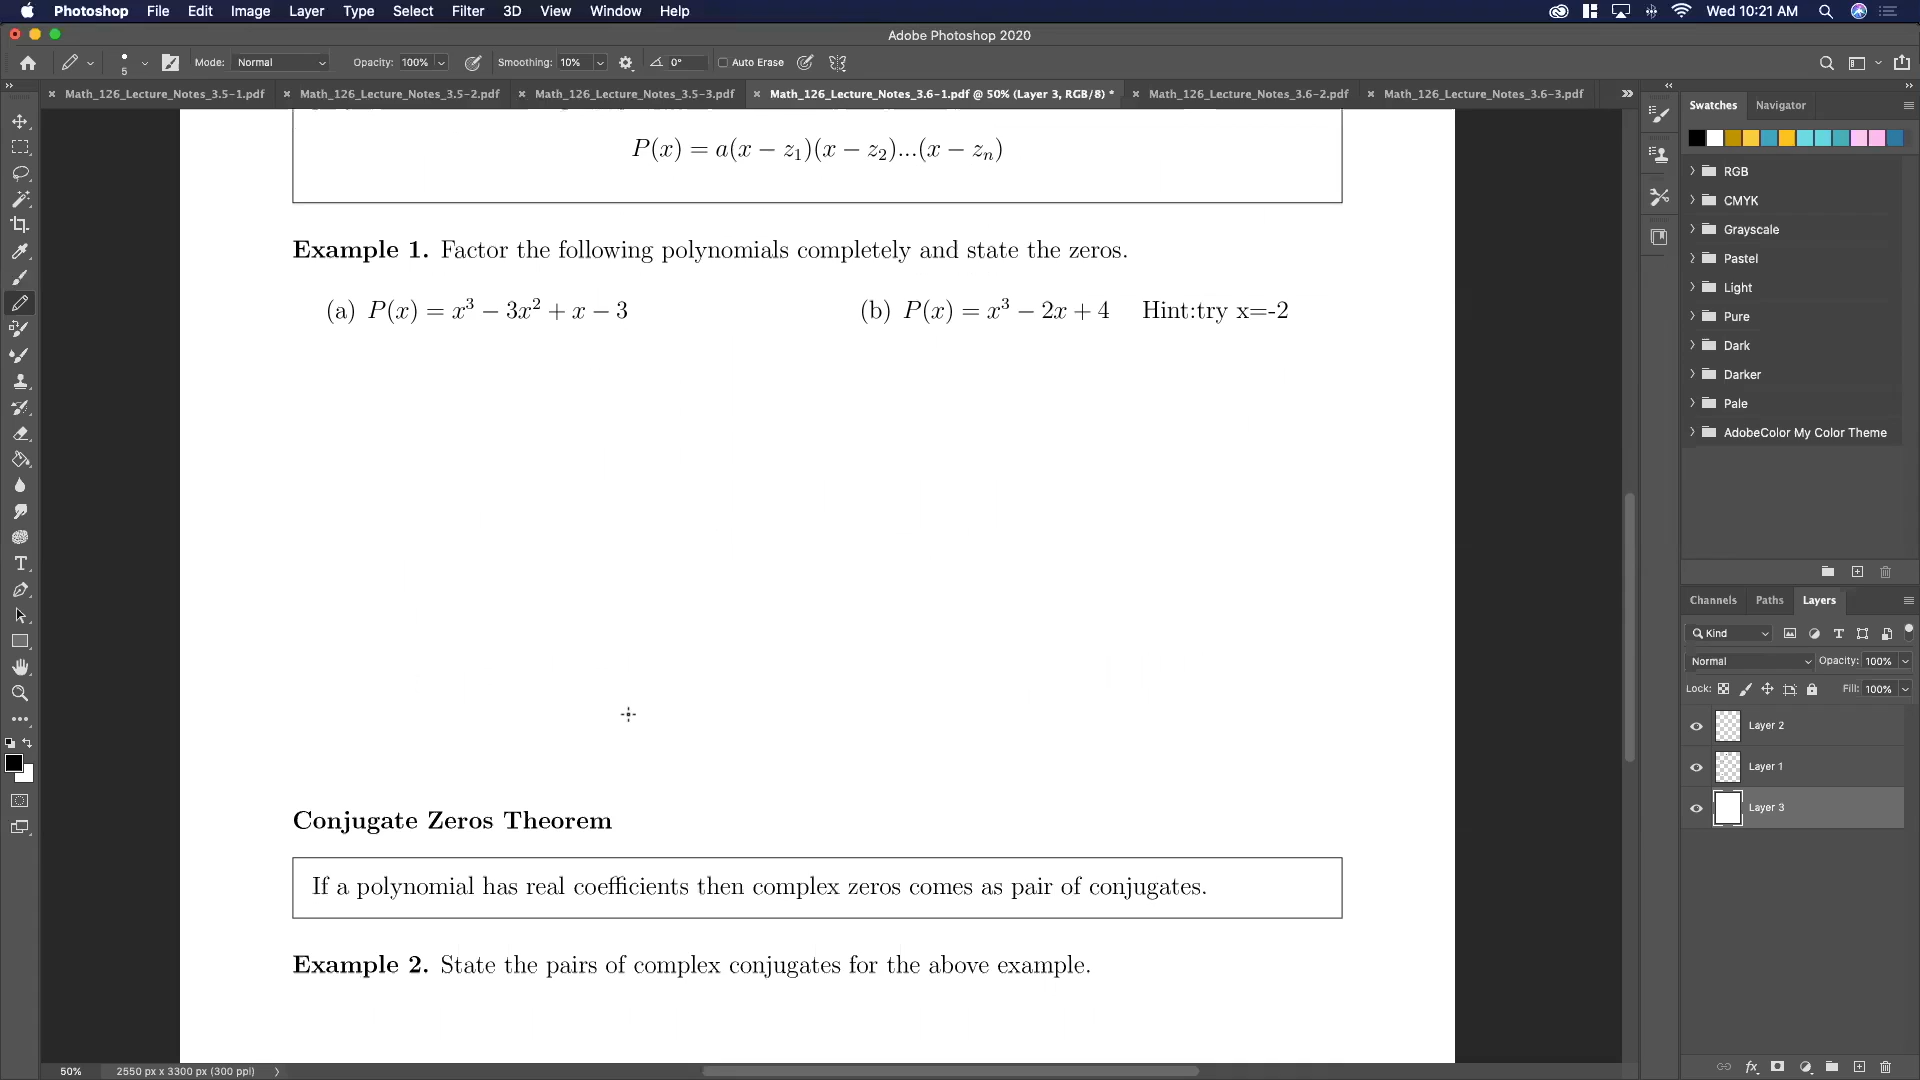 Photoshop File Edit Image Layer Type Select Filter 3D View Window Help Wed 10:21 AM
Adobe Photoshop 2020
5 Mode: Normal Opacity: 100% Smoothing: 10% 0° Auto Erase
Math_126_Lecture_Notes_3.5-1.pdf Math_126_Lecture_Notes_3.5-2.pdf Math_126_Lecture_Notes_3.5-3.pdf Math_126_Lecture_Notes_3.6-1.pdf @ 50% (Layer 3, RGB/8) * Math_126_Lecture_Notes_3.6-2.pdf Math_126_Lecture_Notes_3.6-3.pdf
P(x) = a(x − z₁)(x − z₂)...(x − zₙ)
Example 1. Factor the following polynomials completely and state the zeros.
(a) P(x) = x³ − 3x² + x − 3 (b) P(x) = x³ − 2x + 4 Hint:try x=-2
Conjugate Zeros Theorem
If a polynomial has real coefficients then complex zeros comes as pair of conjugates.
Example 2. State the pairs of complex conjugates for the above example.
50% 2550 px x 3300 px (300 ppi)
Swatches Navigator
RGB
CMYK
Grayscale
Pastel
Light
Pure
Dark
Darker
Pale
AdobeColor My Color Theme
Channels Paths Layers
Kind
Normal Opacity: 100%
Lock: Fill: 100%
Layer 2
Layer 1
Layer 3
fx